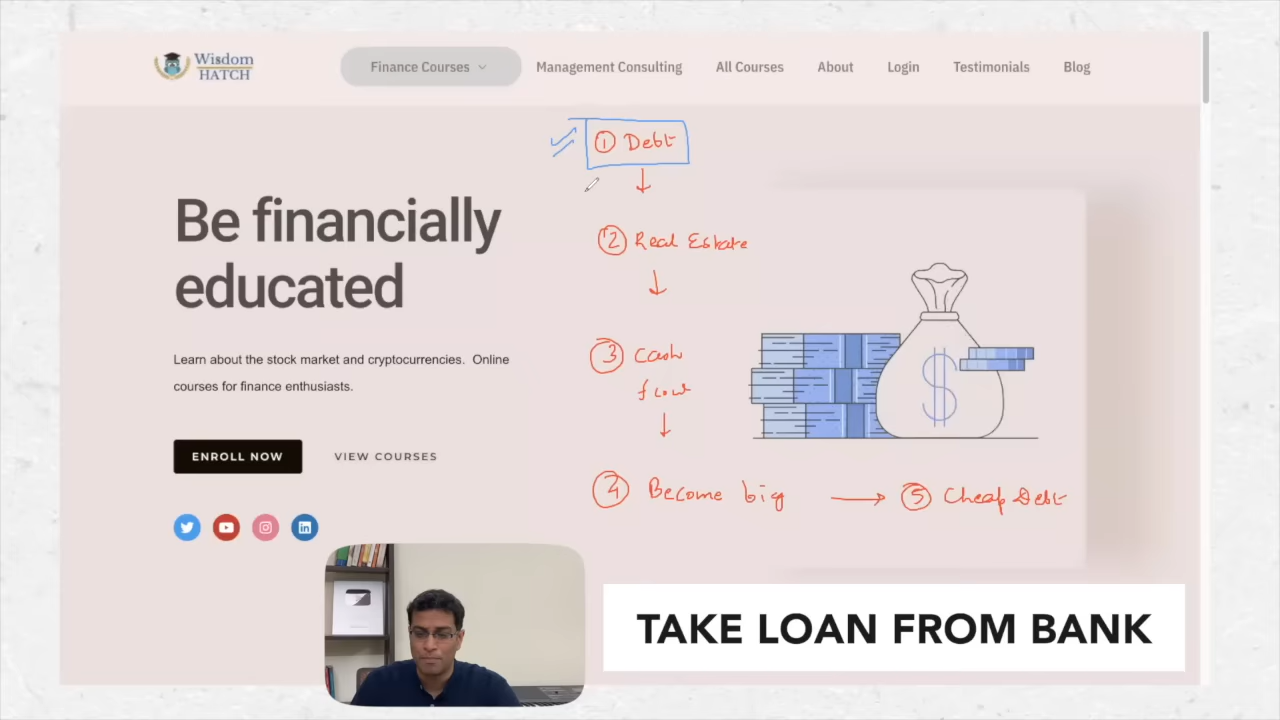 Wisdom
HATCH
Finance Courses
Management Consulting
All Courses
About
Login
Testimonials
Blog
① Debt
Be financially
educated
② Real Estate
③ Cash
flow
Learn about the stock market and cryptocurrencies. Online
courses for finance enthusiasts.
ENROLL NOW
VIEW COURSES
④ Become big → ⑤ Cheap Debt
TAKE LOAN FROM BANK